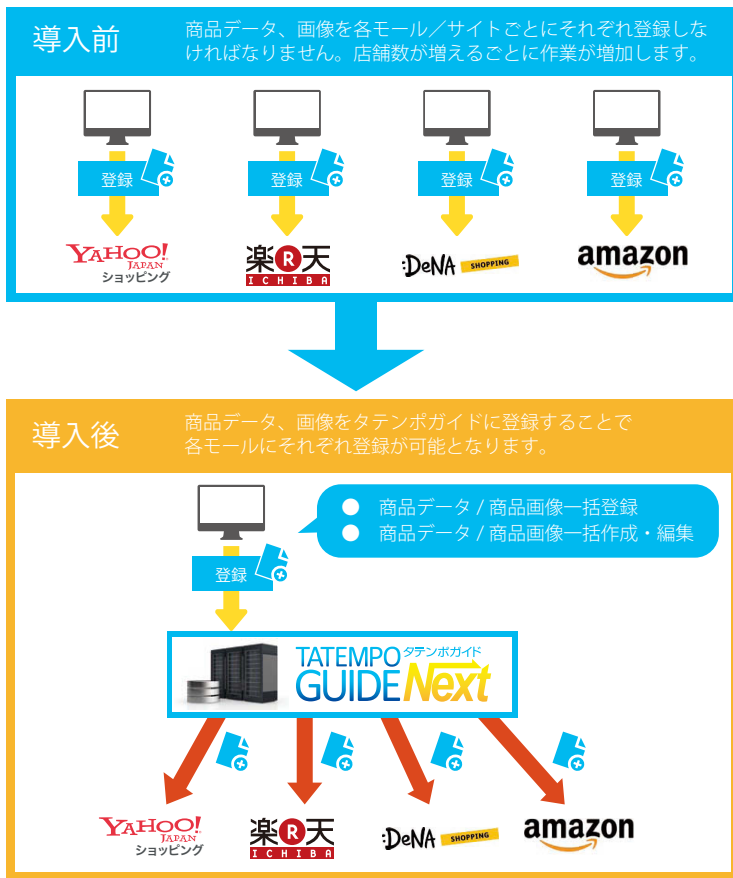 導入前
商品データ、画像を各モール／サイトごとにそれぞれ登録しな
ければなりません。店舗数が増えるごとに作業が増加します。
登録 登録 登録 登録
YAHOO! JAPAN ショッピング
楽R天 ICHIBA
:DeNA SHOPPING
amazon
導入後
商品データ、画像をタテンポガイドに登録することで
各モールにそれぞれ登録が可能となります。
● 商品データ / 商品画像一括登録
● 商品データ / 商品画像一括作成・編集
登録
TATEMPO タテンポガイド
GUIDE Next
YAHOO! JAPAN ショッピング
楽R天 ICHIBA
:DeNA SHOPPING
amazon